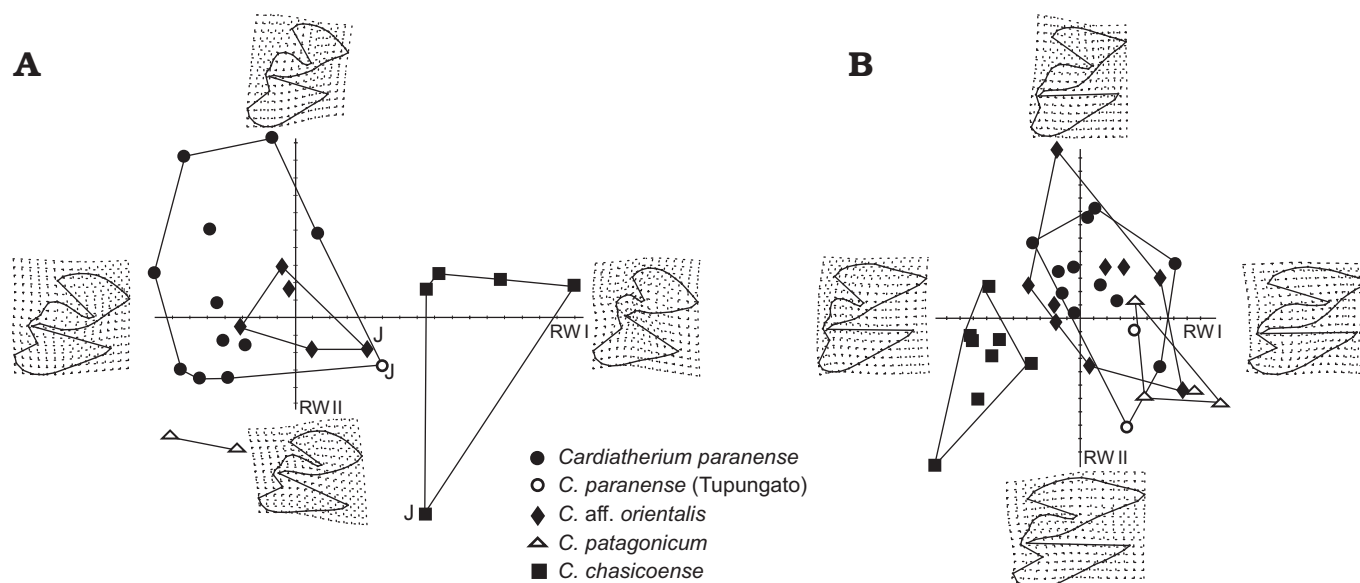 A
B
RW I
J
J
RW II
J
RW I
RW II
Cardiatherium paranense
C. paranense (Tupungato)
C. aff. orientalis
C. patagonicum
C. chasicoense